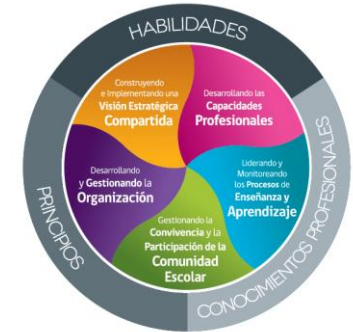 HABILIDADES
Construyendo
e Implementando una
Visión Estratégica
Compartida
Desarrollando las
Capacidades
Profesionales
Liderando y
Monitoreando
los Procesos de
Enseñanza y
Aprendizaje
Gestionando la
Convivencia y la
Participación de la
Comunidad
Escolar
Desarrollando
y Gestionando la
Organización
PRINCIPIOS
CONOCIMIENTOS PROFESIONALES